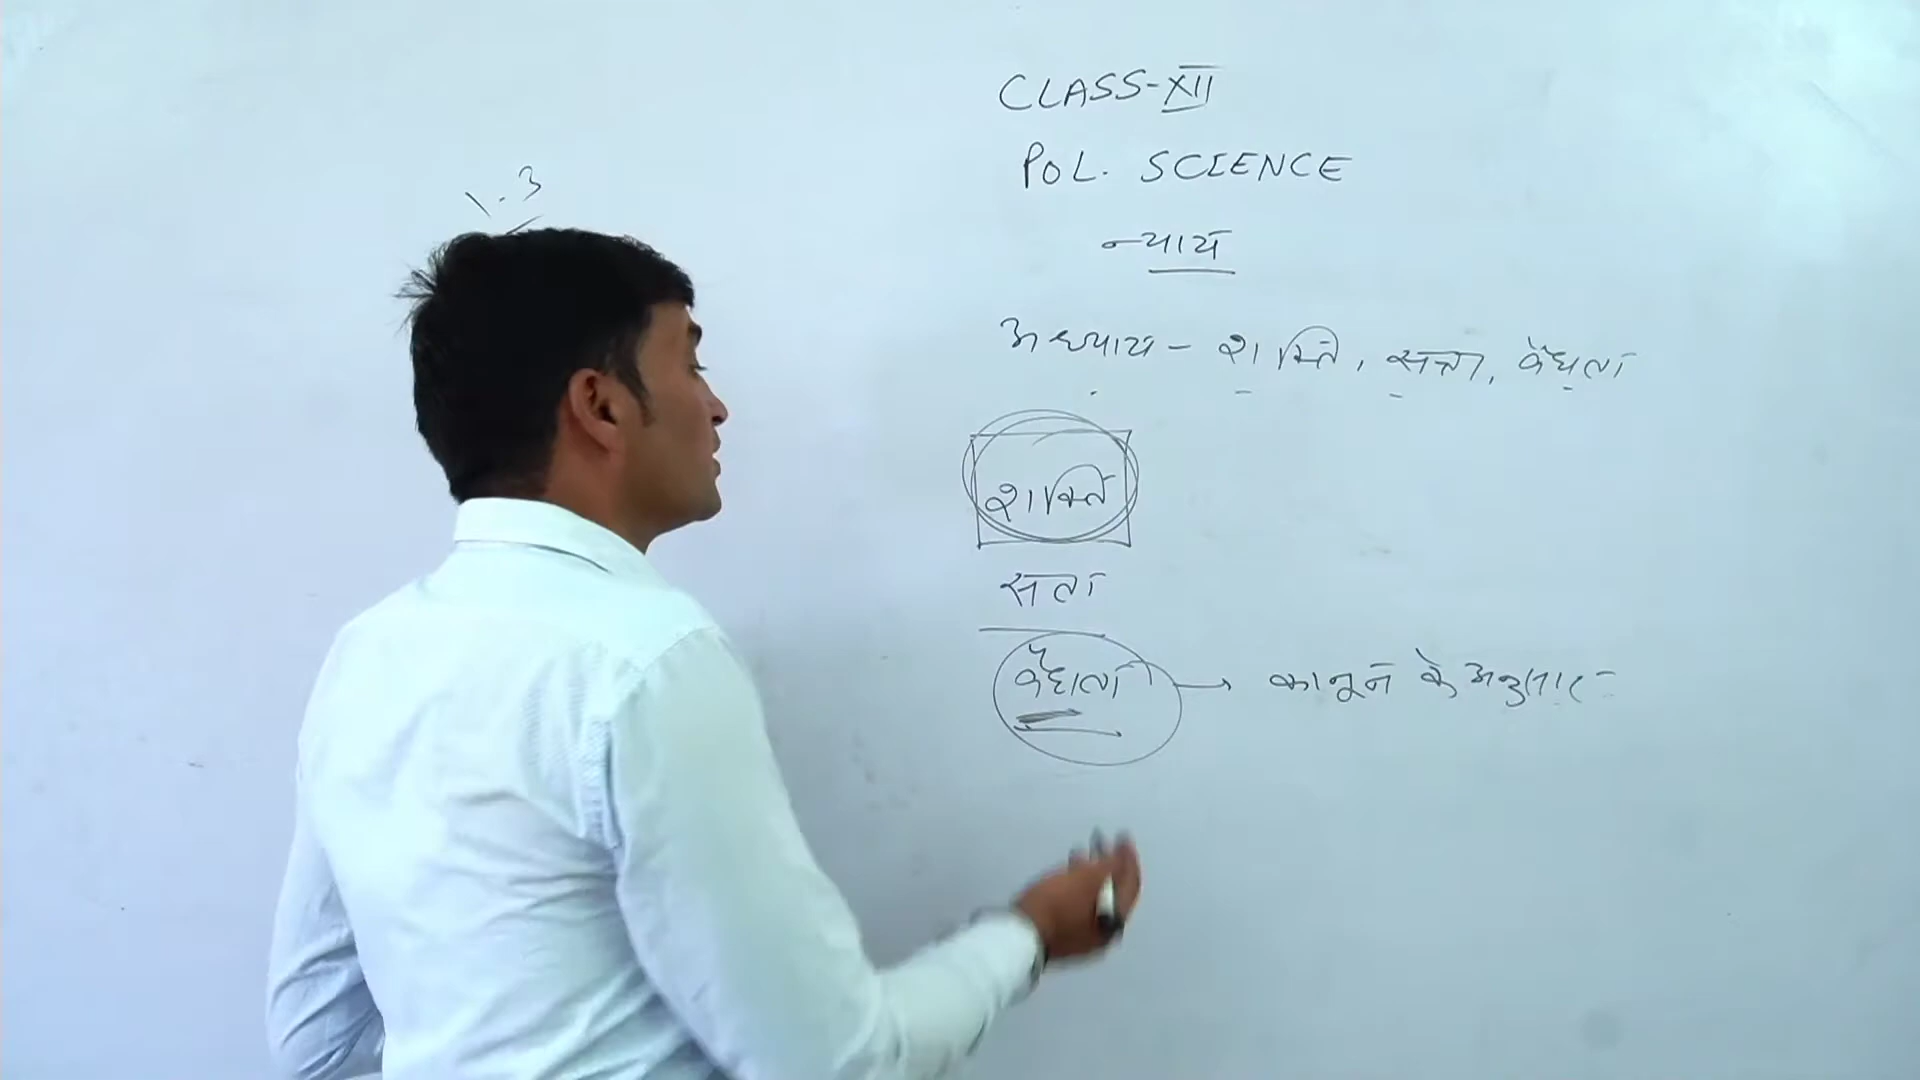 1.3
CLASS-XII
POL. SCIENCE
न्याय
अध्याय - शक्ति, सत्ता, वैधता
शक्ति
सता
वैधता → कानून के अनुसार -